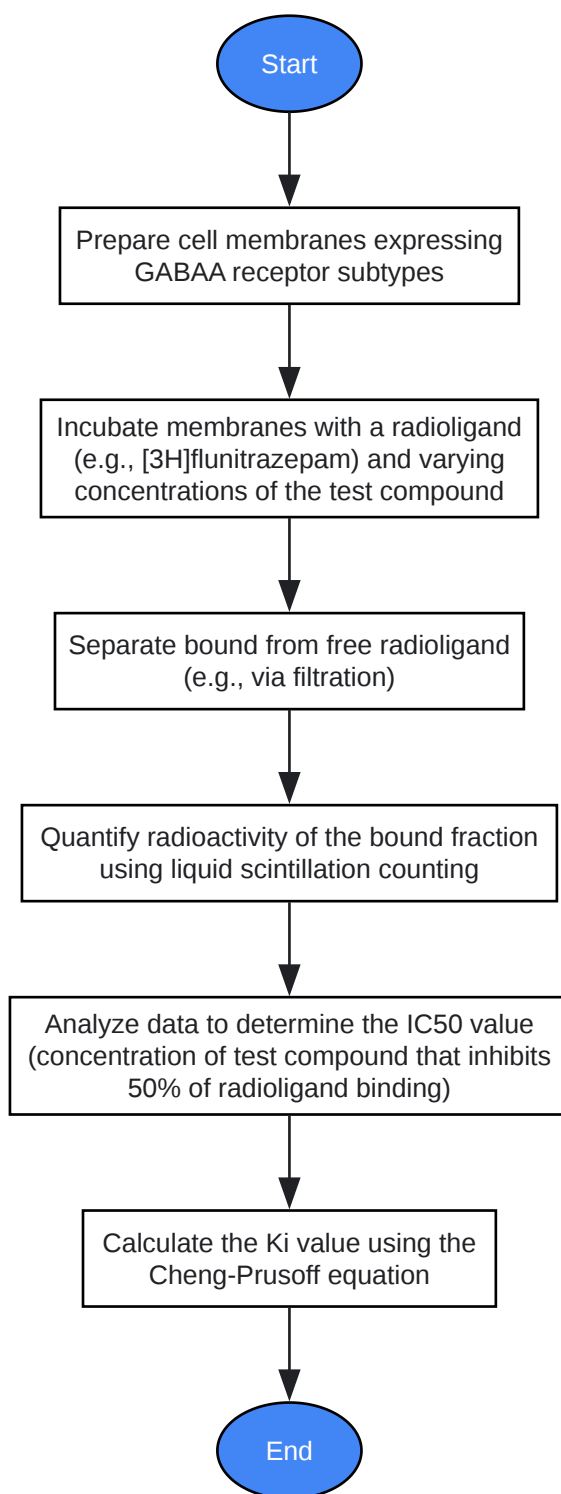 Start
Prepare cell membranes expressing
GABAA receptor subtypes
Incubate membranes with a radioligand
(e.g., [3H]flunitrazepam) and varying
concentrations of the test compound
Separate bound from free radioligand
(e.g., via filtration)
Quantify radioactivity of the bound fraction
using liquid scintillation counting
Analyze data to determine the IC50 value
(concentration of test compound that inhibits
50% of radioligand binding)
Calculate the Ki value using the
Cheng-Prusoff equation
End